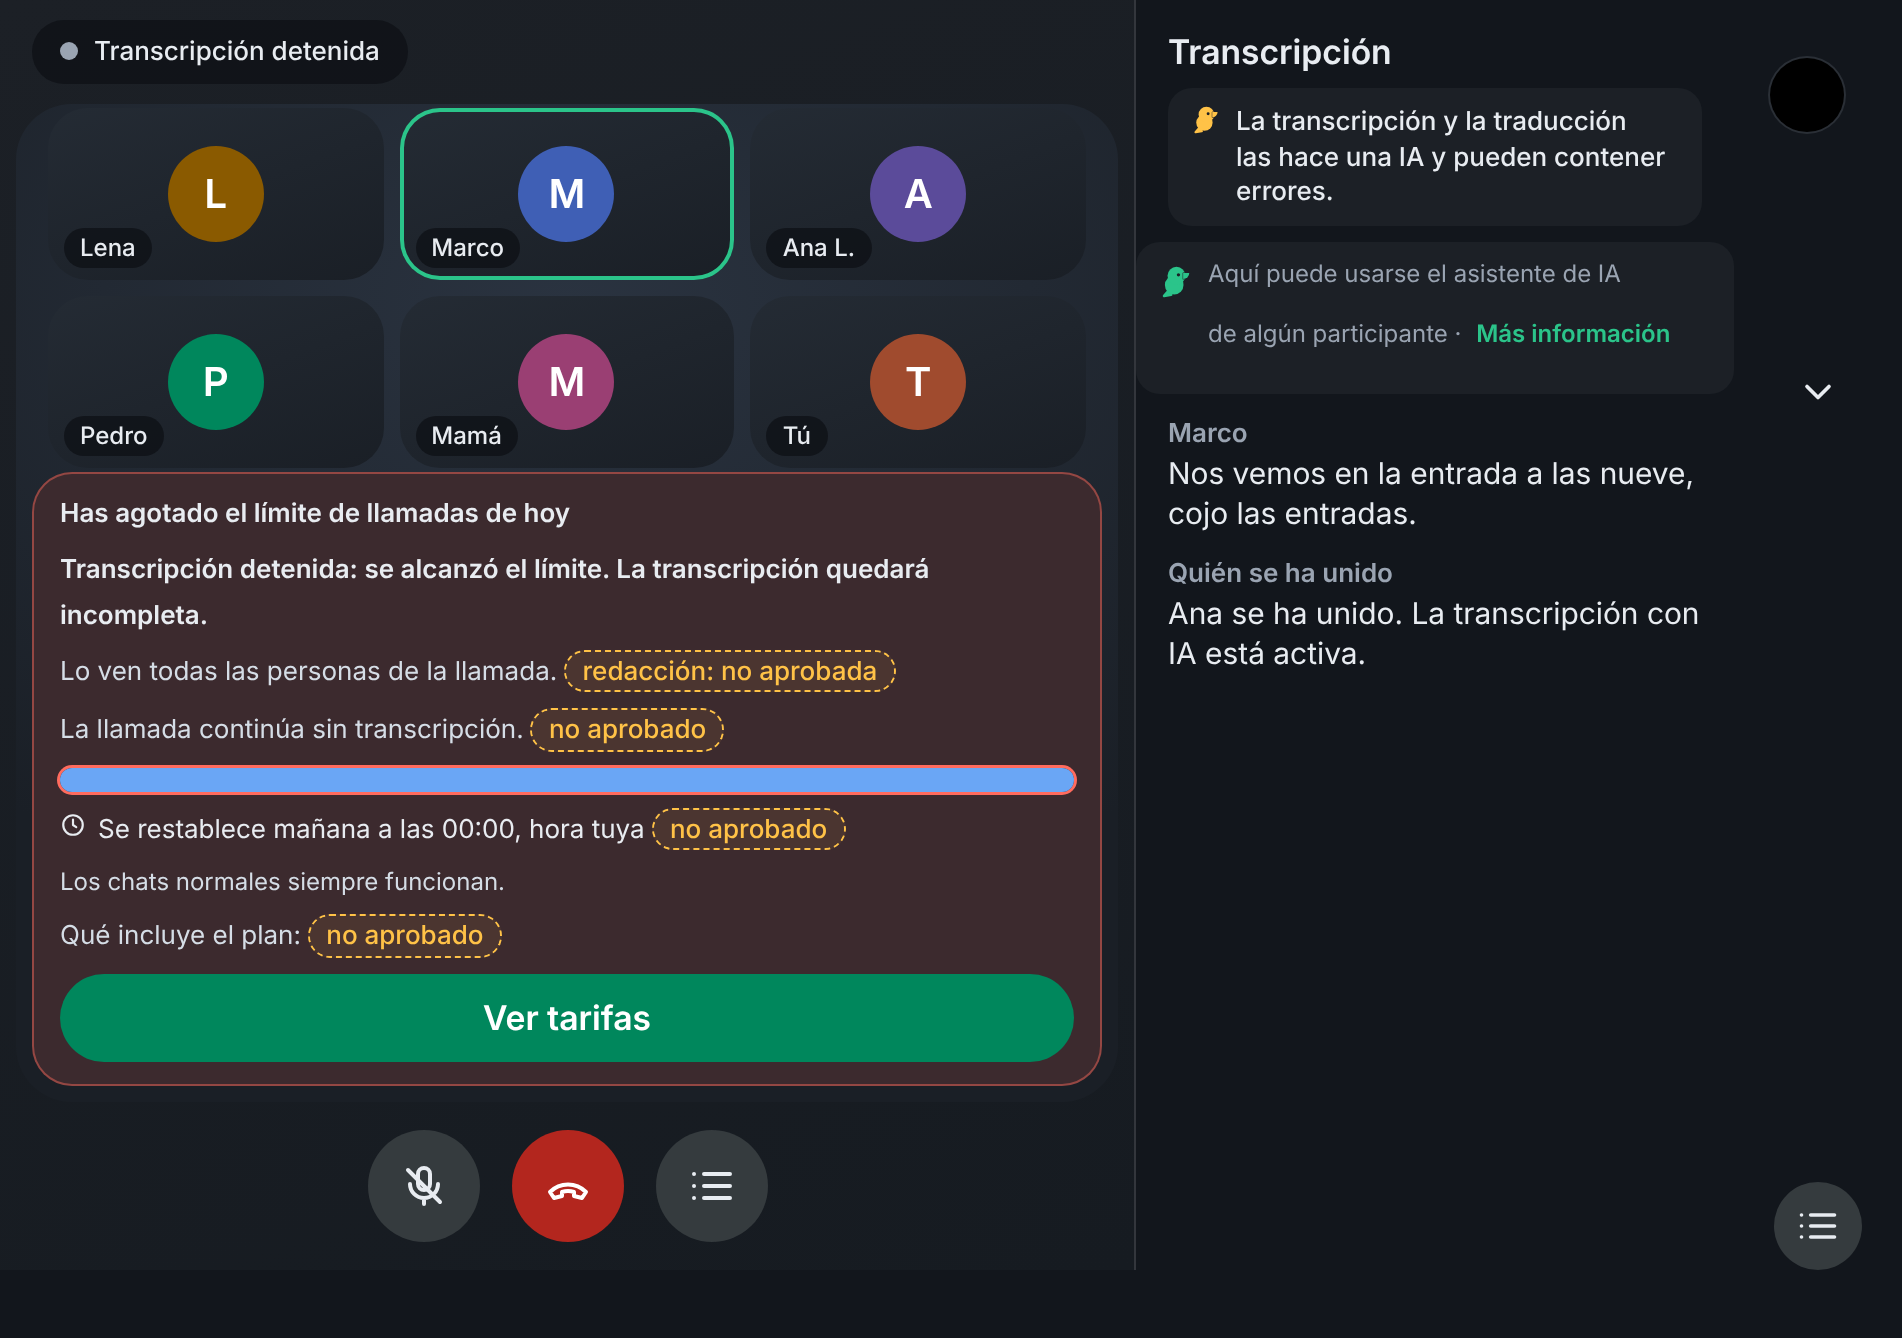 Transcripción detenida
L
Lena
M
Marco
A
Ana L.
P
Pedro
M
Mamá
T
Tú
Has agotado el límite de llamadas de hoy
Transcripción detenida: se alcanzó el límite. La transcripción quedará
incompleta.
Lo ven todas las personas de la llamada. redacción: no aprobada
La llamada continúa sin transcripción. no aprobado
Se restablece mañana a las 00:00, hora tuya no aprobado
Los chats normales siempre funcionan.
Qué incluye el plan: no aprobado
Ver tarifas
Transcripción
La transcripción y la traducción
las hace una IA y pueden contener
errores.
Aquí puede usarse el asistente de IA
de algún participante · Más información
Marco
Nos vemos en la entrada a las nueve,
cojo las entradas.
Quién se ha unido
Ana se ha unido. La transcripción con
IA está activa.